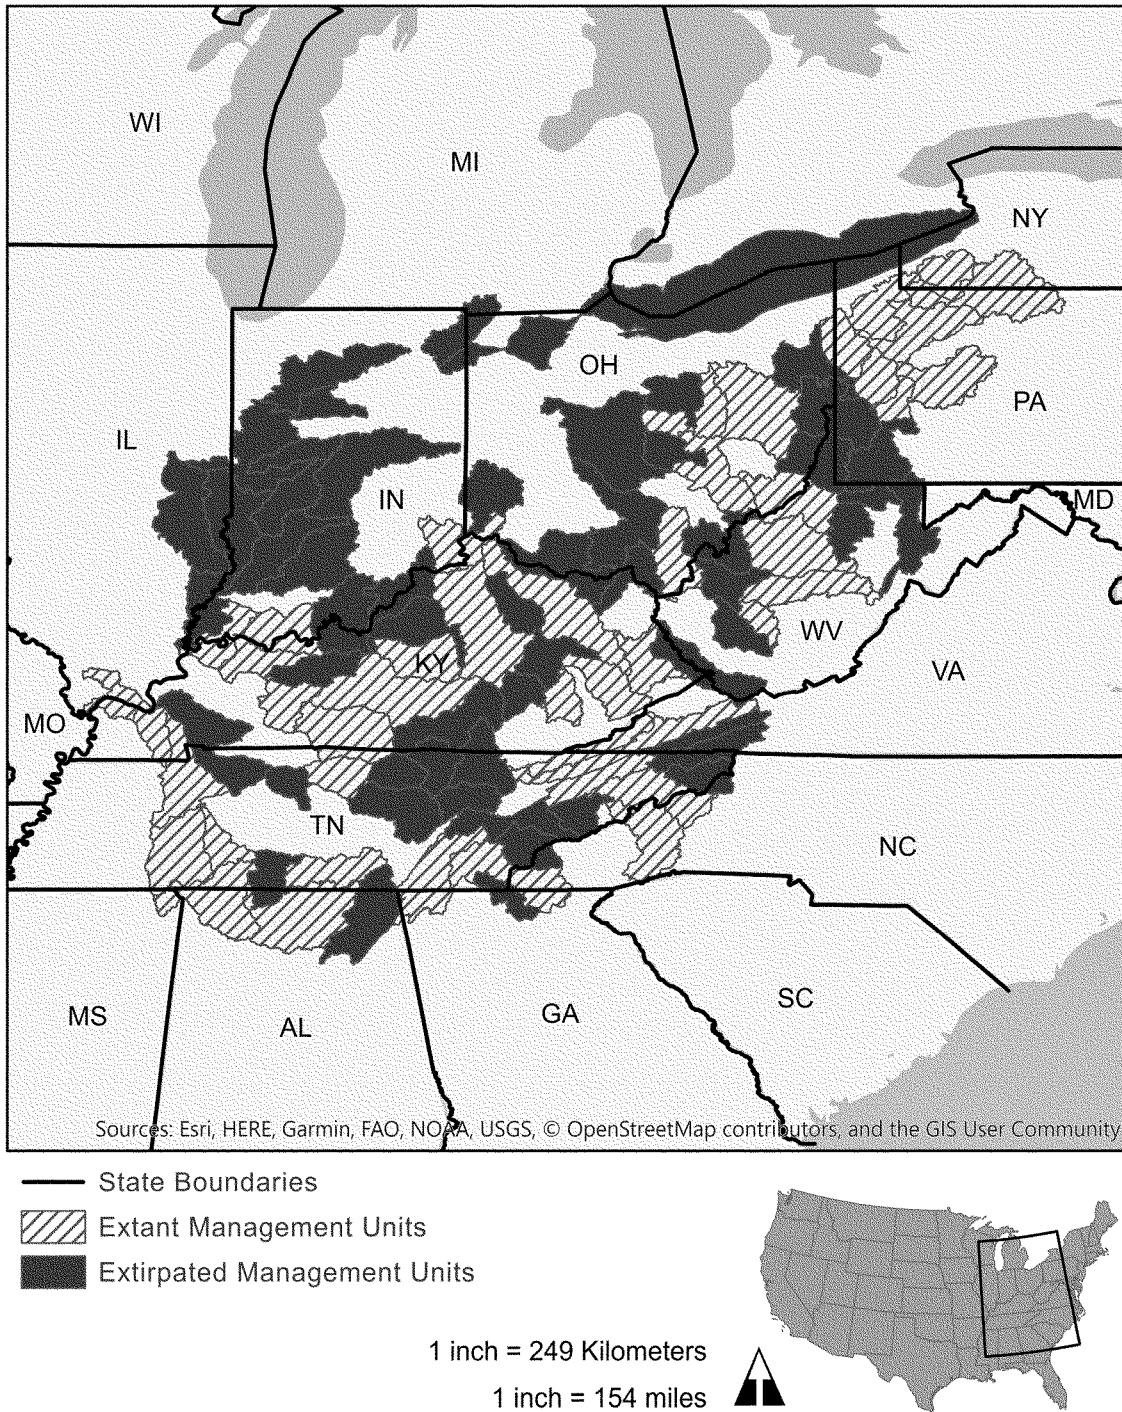 WI
MI
NY
OH
PA
IL
IN
MD
WV
KY
VA
MO
TN
NC
MS
AL
GA
SC
Sources: Esri, HERE, Garmin, FAO, NOAA, USGS, © OpenStreetMap contributors, and the GIS User Community
State Boundaries
Extant Management Units
Extirpated Management Units
1 inch = 249 Kilometers
1 inch = 154 miles